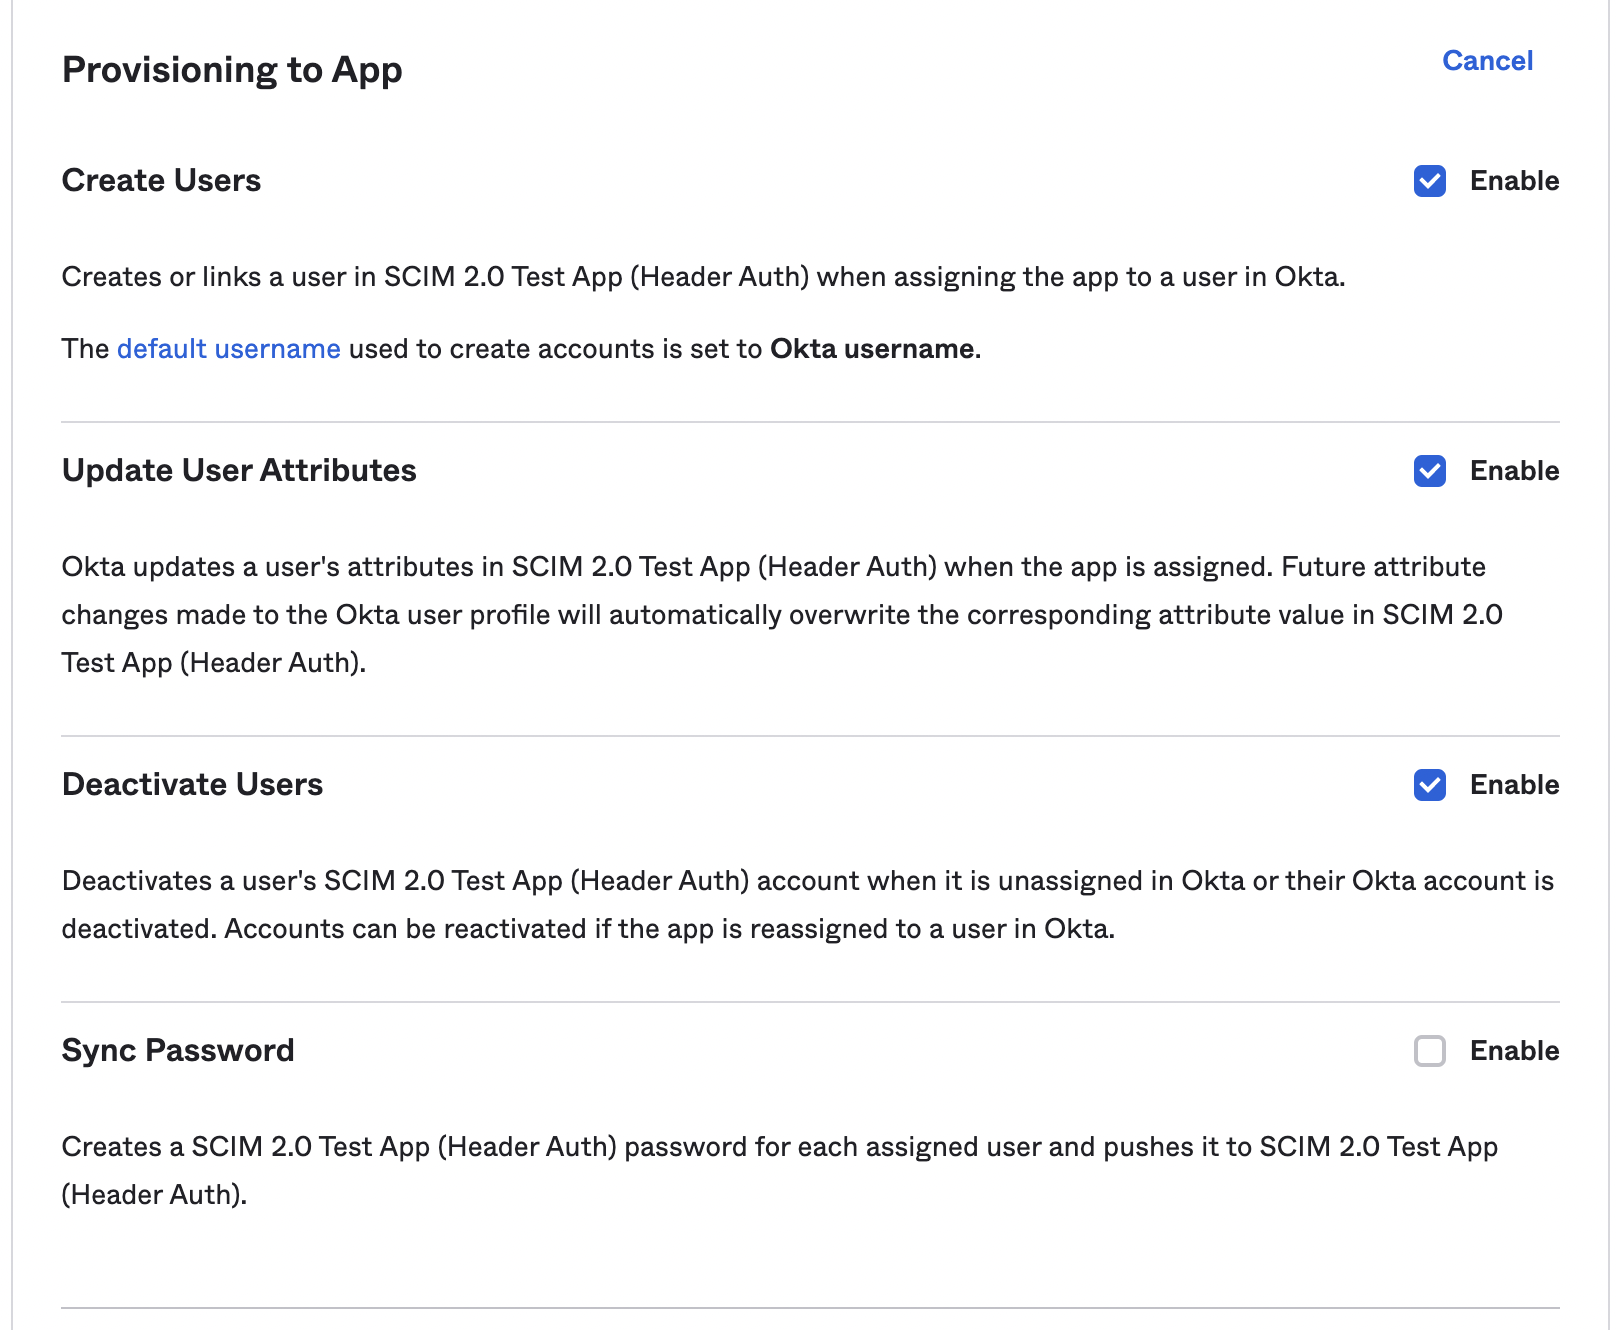 Provisioning to App
Cancel
Create Users
Enable
Creates or links a user in SCIM 2.0 Test App (Header Auth) when assigning the app to a user in Okta.
The default username used to create accounts is set to Okta username.
Update User Attributes
Enable
Okta updates a user's attributes in SCIM 2.0 Test App (Header Auth) when the app is assigned. Future attribute
changes made to the Okta user profile will automatically overwrite the corresponding attribute value in SCIM 2.0
Test App (Header Auth).
Deactivate Users
Enable
Deactivates a user's SCIM 2.0 Test App (Header Auth) account when it is unassigned in Okta or their Okta account is
deactivated. Accounts can be reactivated if the app is reassigned to a user in Okta.
Sync Password
Enable
Creates a SCIM 2.0 Test App (Header Auth) password for each assigned user and pushes it to SCIM 2.0 Test App
(Header Auth).